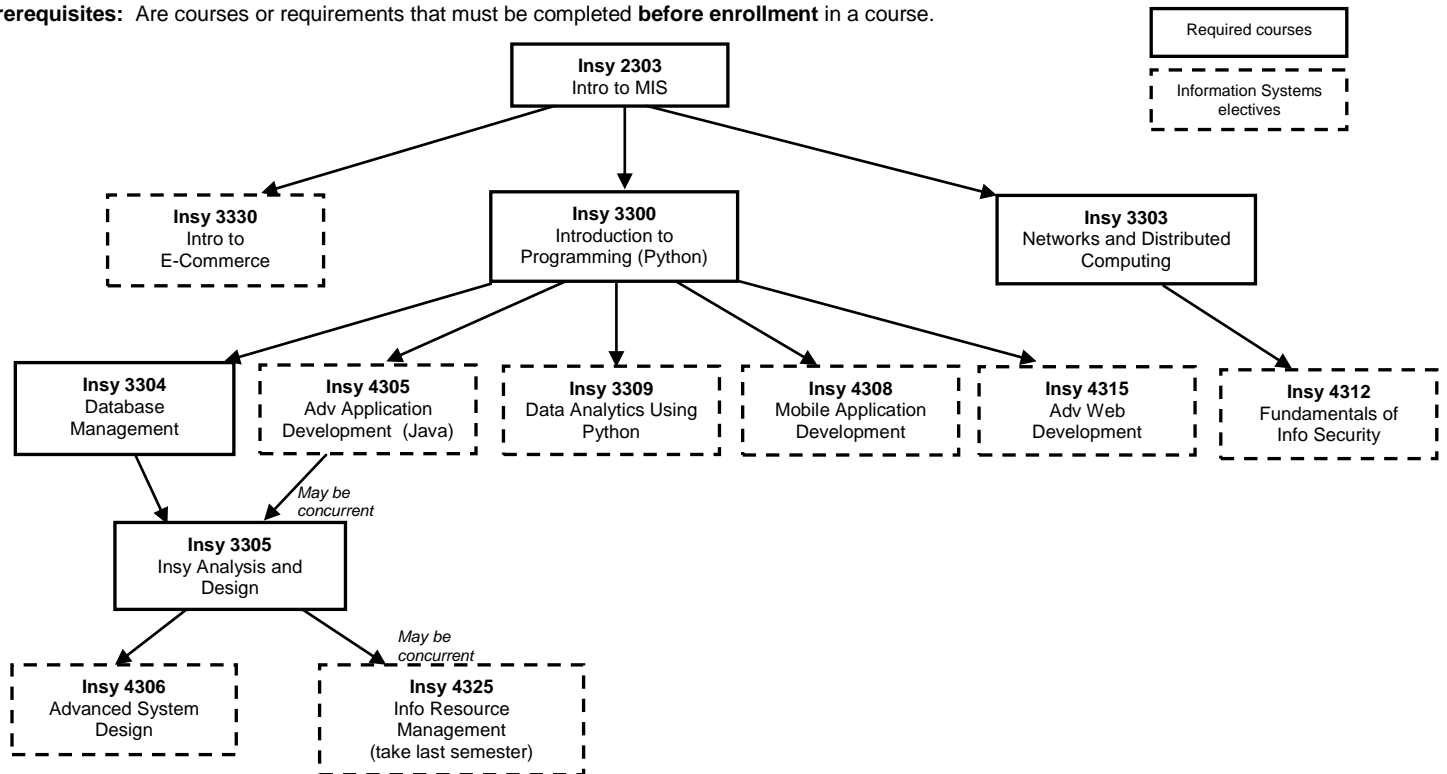 rerequisites: Are courses or requirements that must be completed before enrollment in a course.
Required courses
Information Systems
electives
Insy 2303
Intro to MIS
Insy 3330
Intro to
E-Commerce
Insy 3300
Introduction to
Programming (Python)
Insy 3303
Networks and Distributed
Computing
Insy 3304
Database
Management
Insy 4305
Adv Application
Development (Java)
Insy 3309
Data Analytics Using
Python
Insy 4308
Mobile Application
Development
Insy 4315
Adv Web
Development
Insy 4312
Fundamentals of
Info Security
May be
concurrent
Insy 3305
Insy Analysis and
Design
May be
concurrent
Insy 4306
Advanced System
Design
Insy 4325
Info Resource
Management
(take last semester)